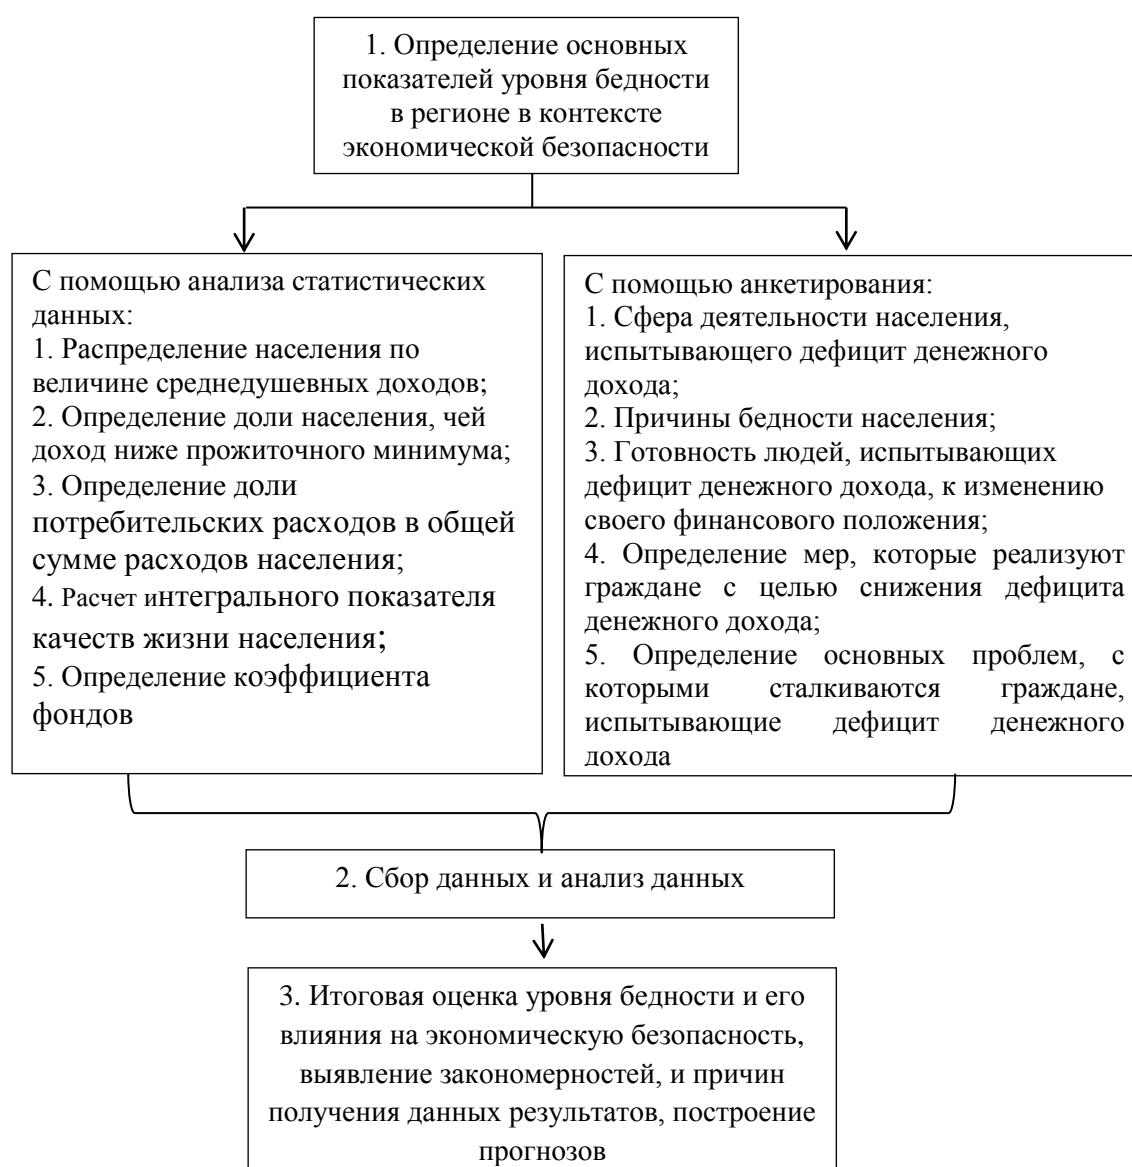 1. Определение основных
показателей уровня бедности
в регионе в контексте
экономической безопасности
С помощью анализа статистических
данных:
1. Распределение населения по
величине среднедушевных доходов;
2. Определение доли населения, чей
доход ниже прожиточного минимума;
3. Определение доли
потребительских расходов в общей
сумме расходов населения;
4. Расчет интегрального показателя
качеств жизни населения;
5. Определение коэффициента
фондов
С помощью анкетирования:
1. Сфера деятельности населения,
испытывающего дефицит денежного
дохода;
2. Причины бедности населения;
3. Готовность людей, испытывающих
дефицит денежного дохода, к изменению
своего финансового положения;
4. Определение мер, которые реализуют
граждане с целью снижения дефицита
денежного дохода;
5. Определение основных проблем, с
которыми сталкиваются граждане,
испытывающие дефицит денежного
дохода
2. Сбор данных и анализ данных
3. Итоговая оценка уровня бедности и его
влияния на экономическую безопасность,
выявление закономерностей, и причин
получения данных результатов, построение
прогнозов